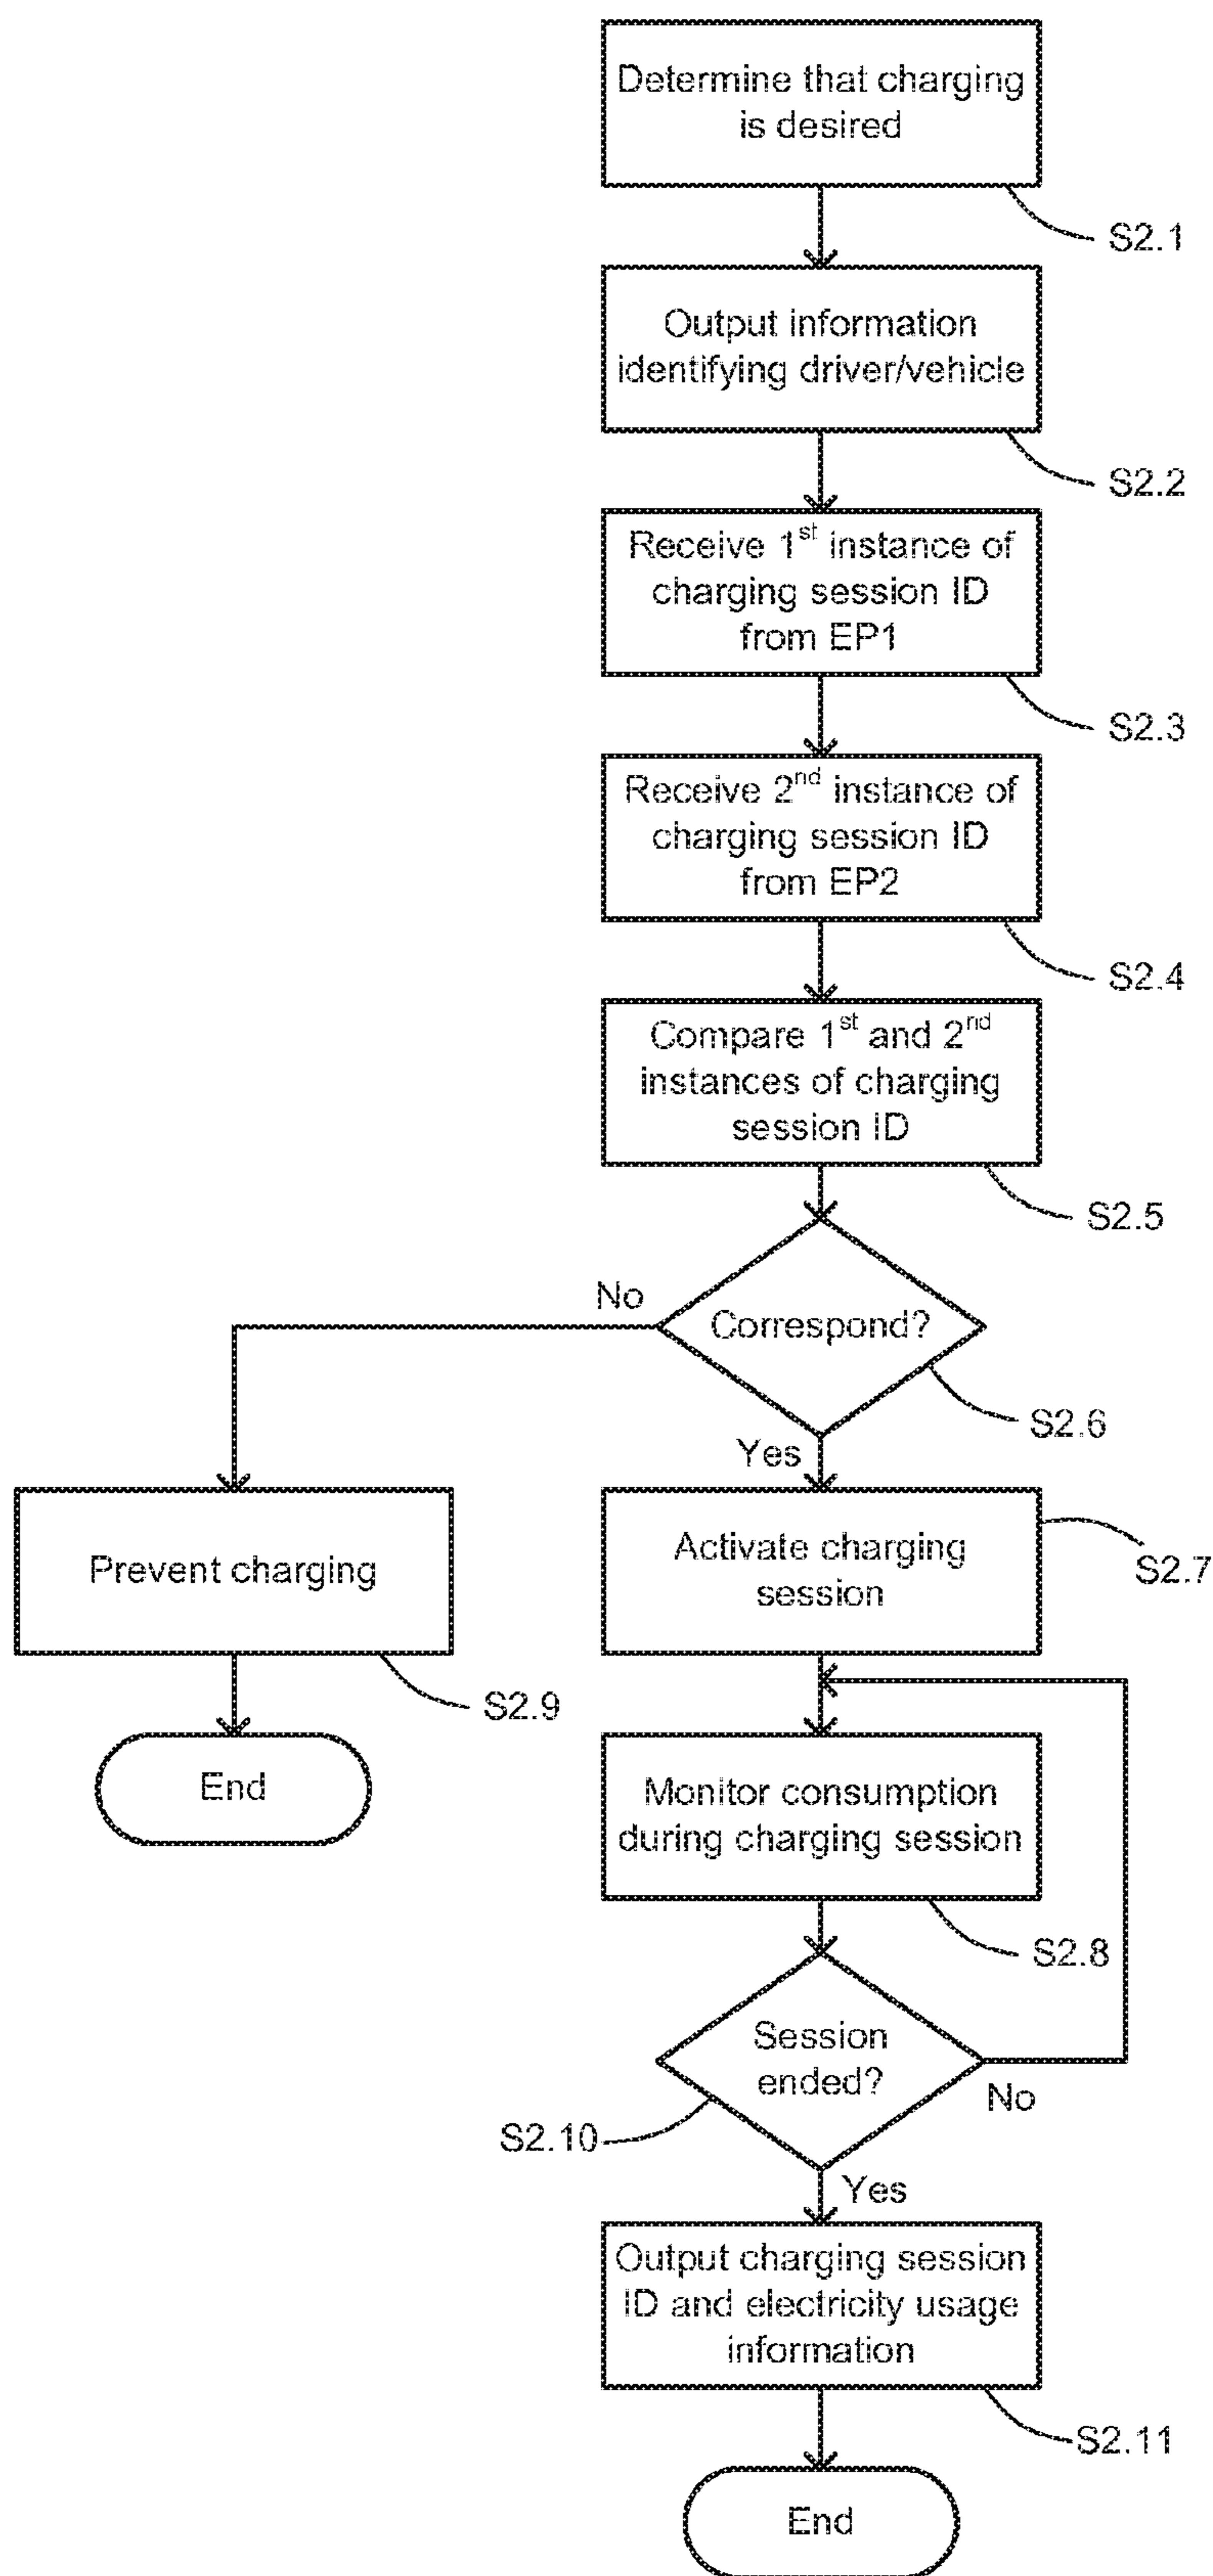 Determine that charging
is desired
S2.1
Output information
identifying driver/vehicle
S2.2
Receive 1st instance of
charging session ID
from EP1
S2.3
Receive 2nd instance of
charging session ID
from EP2
S2.4
Compare 1st and 2nd
instances of charging
session ID
S2.5
Correspond?
No
S2.6
Yes
Prevent charging
S2.9
End
Activate charging
session
S2.7
Monitor consumption
during charging session
S2.8
Session
ended?
No
S2.10
Yes
Output charging session
ID and electricity usage
information
S2.11
End